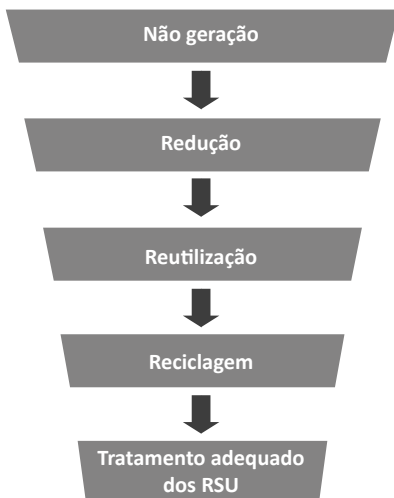 Não geração
Redução
Reutilização
Reciclagem
Tratamento adequado
dos RSU